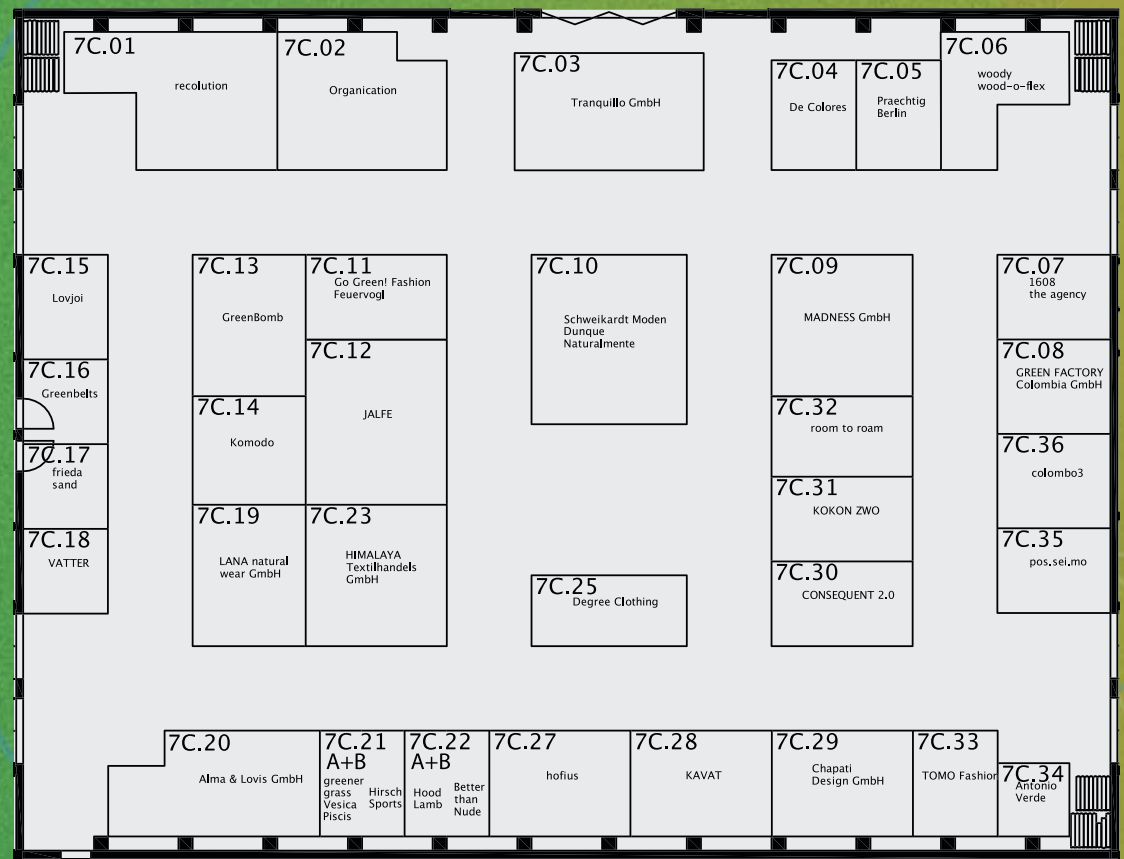 7C.01
recolution
7C.02
Organication
7C.03
Tranquillo GmbH
7C.04
De Colores
7C.05
Praechtig
Berlin
7C.06
woody
wood-o-flex
7C.15
Lovjoi
7C.13
GreenBomb
7C.11
Go Green! Fashion
Feuervogl
7C.10
Schweikardt Moden
Dunque
Naturalmente
7C.09
MADNESS GmbH
7C.07
1608
the agency
7C.16
Greenbelts
7C.12
JALFE
7C.08
GREEN FACTORY
Colombia GmbH
7C.14
Komodo
7C.32
room to roam
7C.17
frieda
sand
7C.36
colombo3
7C.31
KOKON ZWO
7C.18
VATTER
7C.19
LANA natural
wear GmbH
7C.23
HIMALAYA
Textilhandels
GmbH
7C.35
pos.sei.mo
7C.25
Degree Clothing
7C.30
CONSEQUENT 2.0
7C.20
Alma & Lovis GmbH
7C.21
A+B
greener
grass
Vesica
Piscis
Hirsch
Sports
7C.22
A+B
Hood
Lamb
Better
than
Nude
7C.27
hofius
7C.28
KAVAT
7C.29
Chapati
Design GmbH
7C.33
TOMO Fashion
7C.34
Antonio
Verde